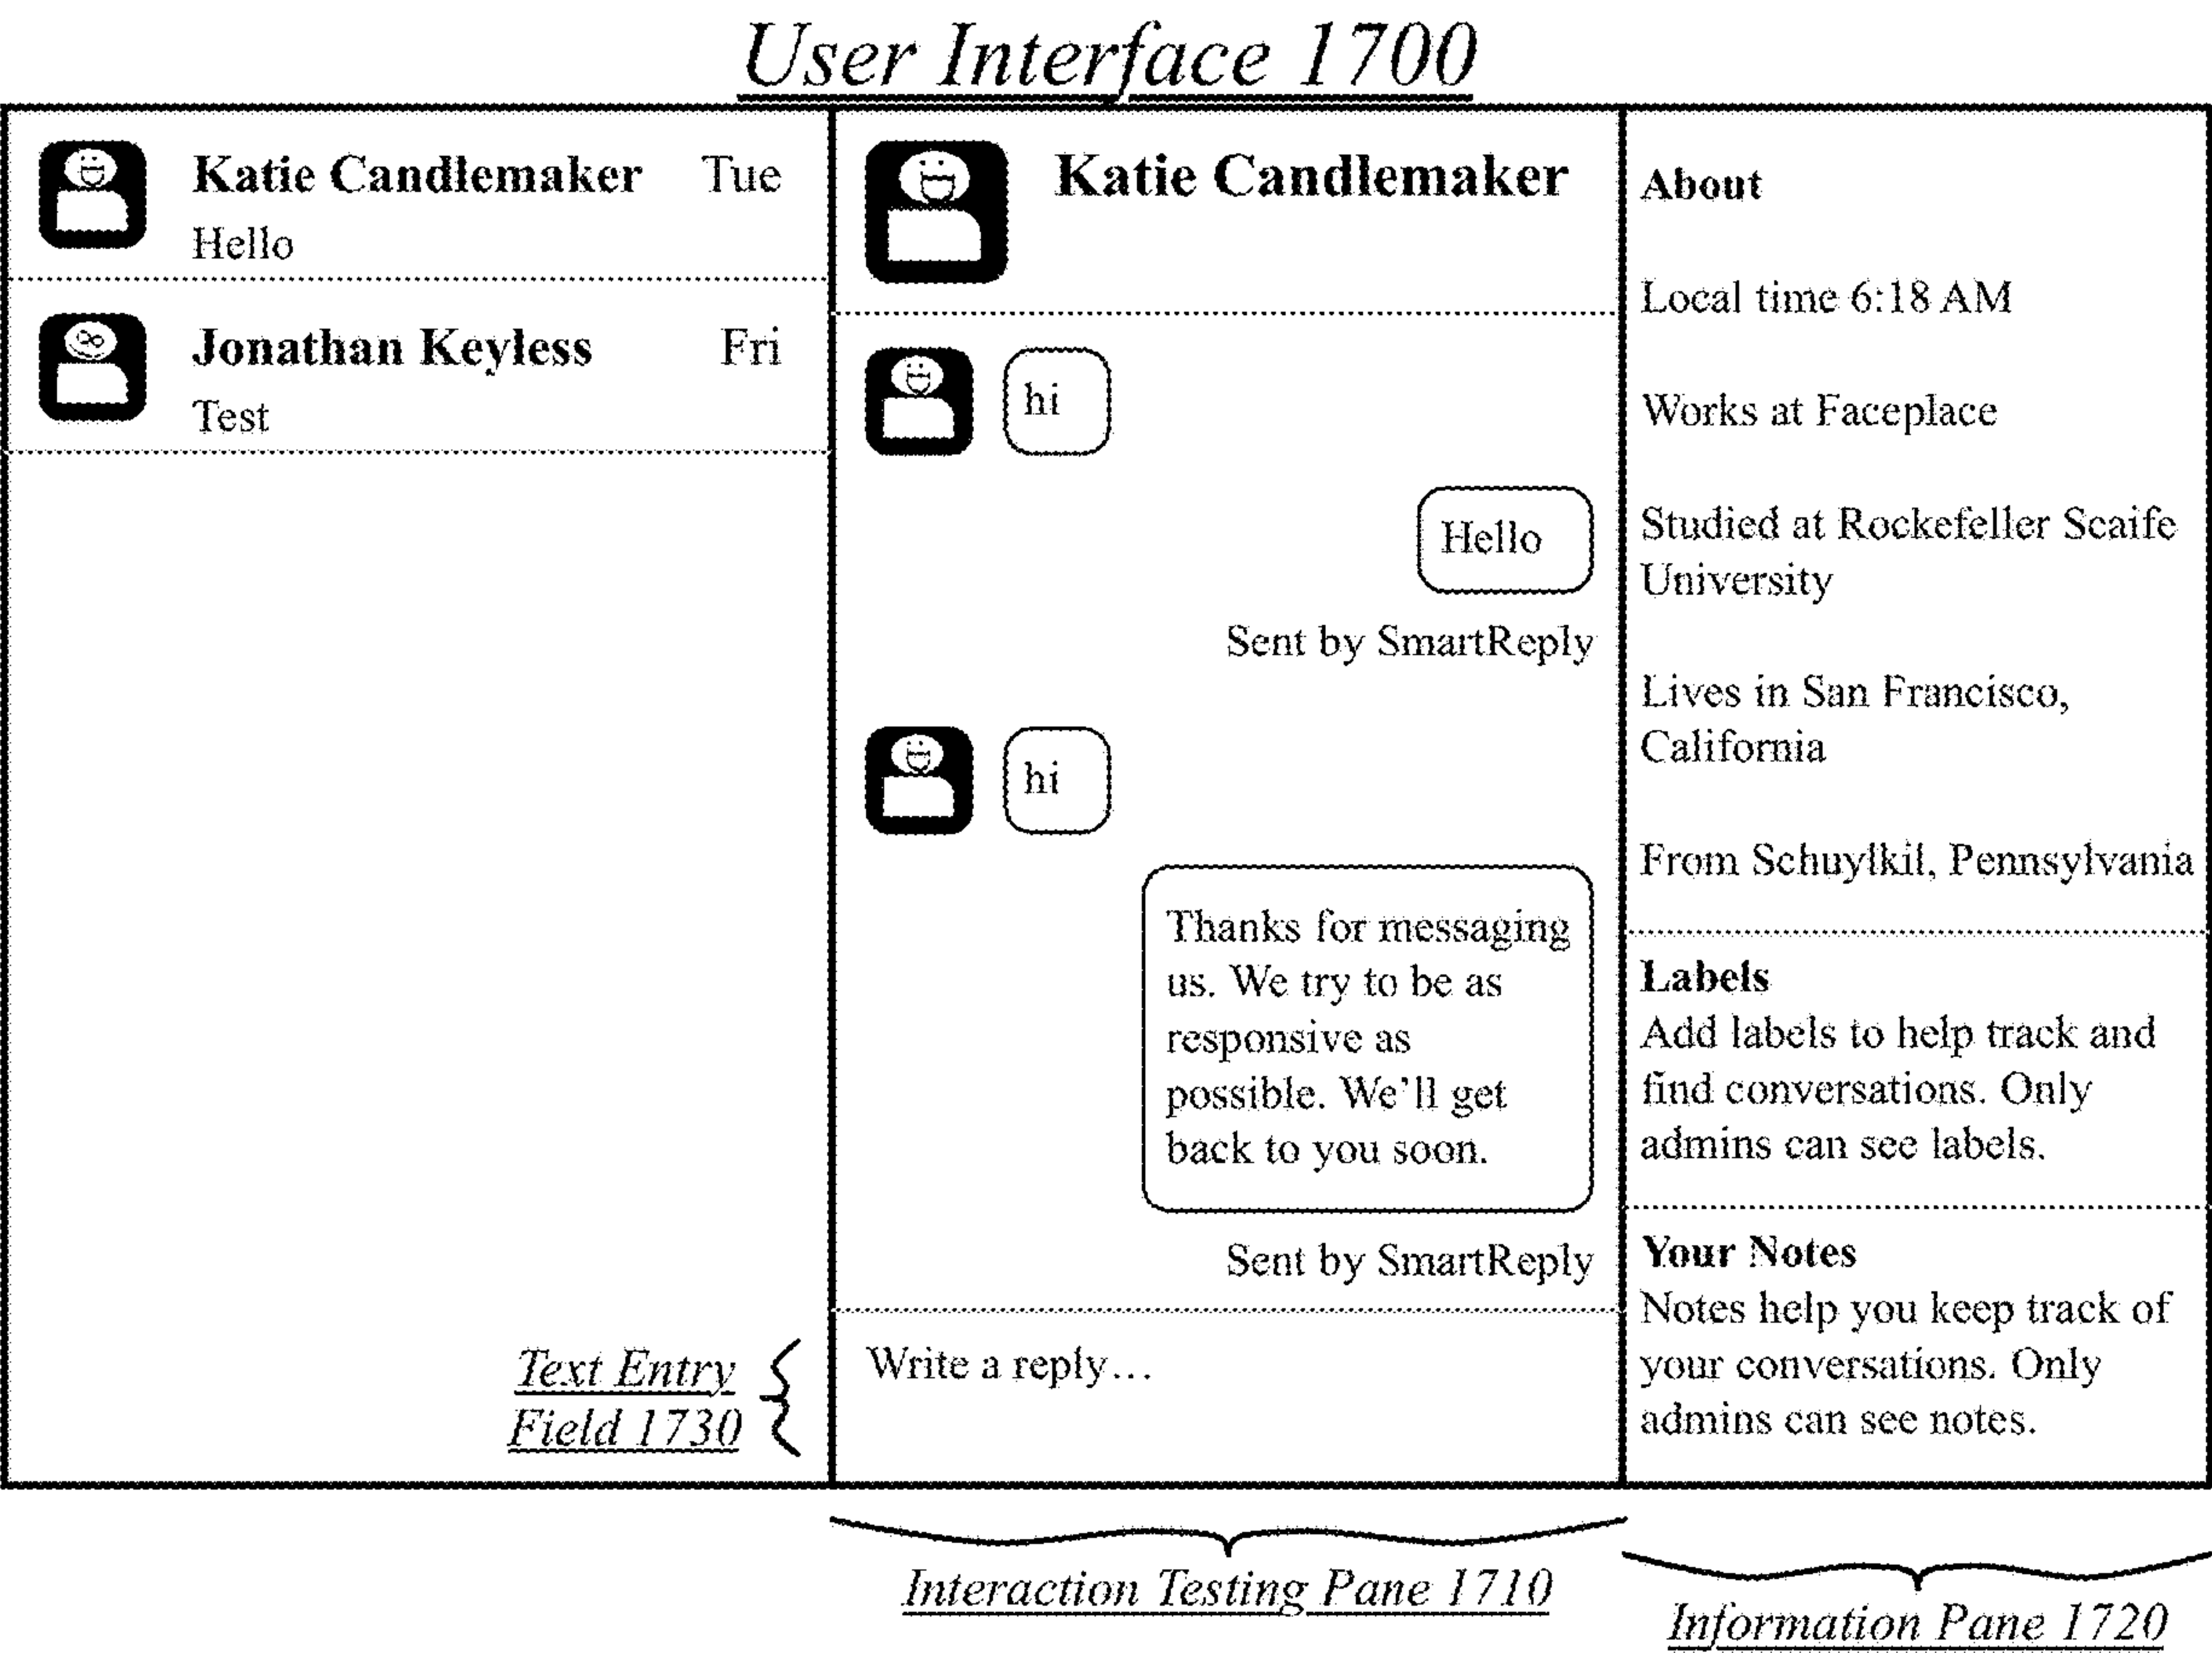 User Interface 1700
Katie Candlemaker Tue
Hello
Jonathan Keyless Fri
Test
Text Entry
Field 1730
Katie Candlemaker
hi
Hello
Sent by SmartReply
hi
Thanks for messaging
us. We try to be as
responsive as
possible. We'll get
back to you soon.
Sent by SmartReply
Write a reply…
About
Local time 6:18 AM
Works at Faceplace
Studied at Rockefeller Scaife
University
Lives in San Francisco,
California
From Schuylkil, Pennsylvania
Labels
Add labels to help track and
find conversations. Only
admins can see labels.
Your Notes
Notes help you keep track of
your conversations. Only
admins can see notes.
Interaction Testing Pane 1710
Information Pane 1720